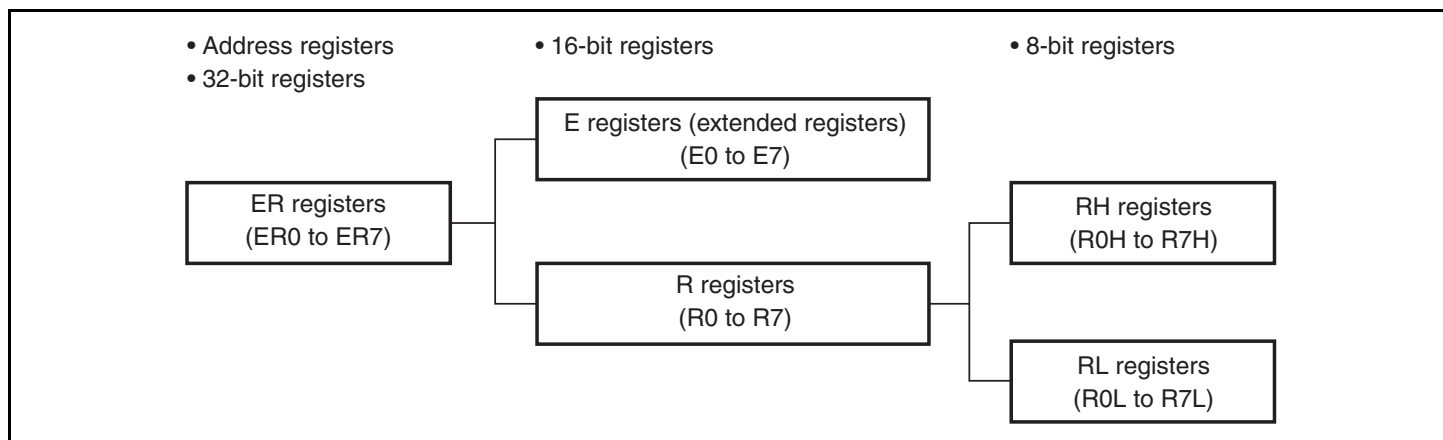 • Address registers
• 32-bit registers
• 16-bit registers
• 8-bit registers
E registers (extended registers)
(E0 to E7)
ER registers
(ER0 to ER7)
RH registers
(R0H to R7H)
R registers
(R0 to R7)
RL registers
(R0L to R7L)